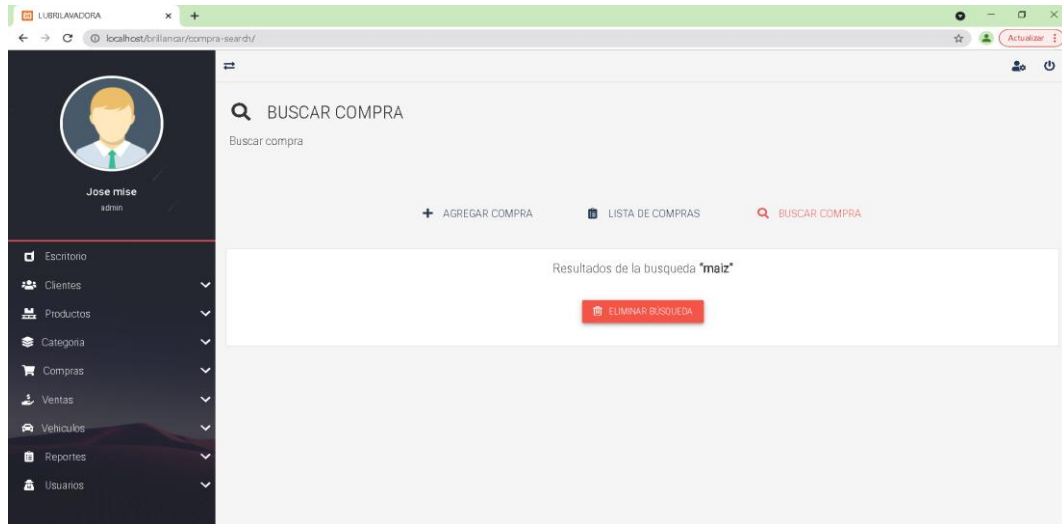 LUBRILAVADORA
localhost/brillancar/compra-search/
Actualizar
BUSCAR COMPRA
Buscar compra
Jose mise
admin
AGREGAR COMPRA
LISTA DE COMPRAS
BUSCAR COMPRA
Escritorio
Clientes
Productos
Categoria
Compras
Ventas
Vehiculos
Reportes
Usuarios
Resultados de la busqueda "maiz"
ELIMINAR BÚSQUEDA